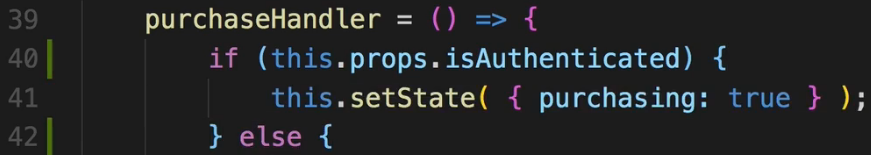 39 purchaseHandler = () => {
40 if (this.props.isAuthenticated) {
41 this.setState( { purchasing: true } );
42 } else {